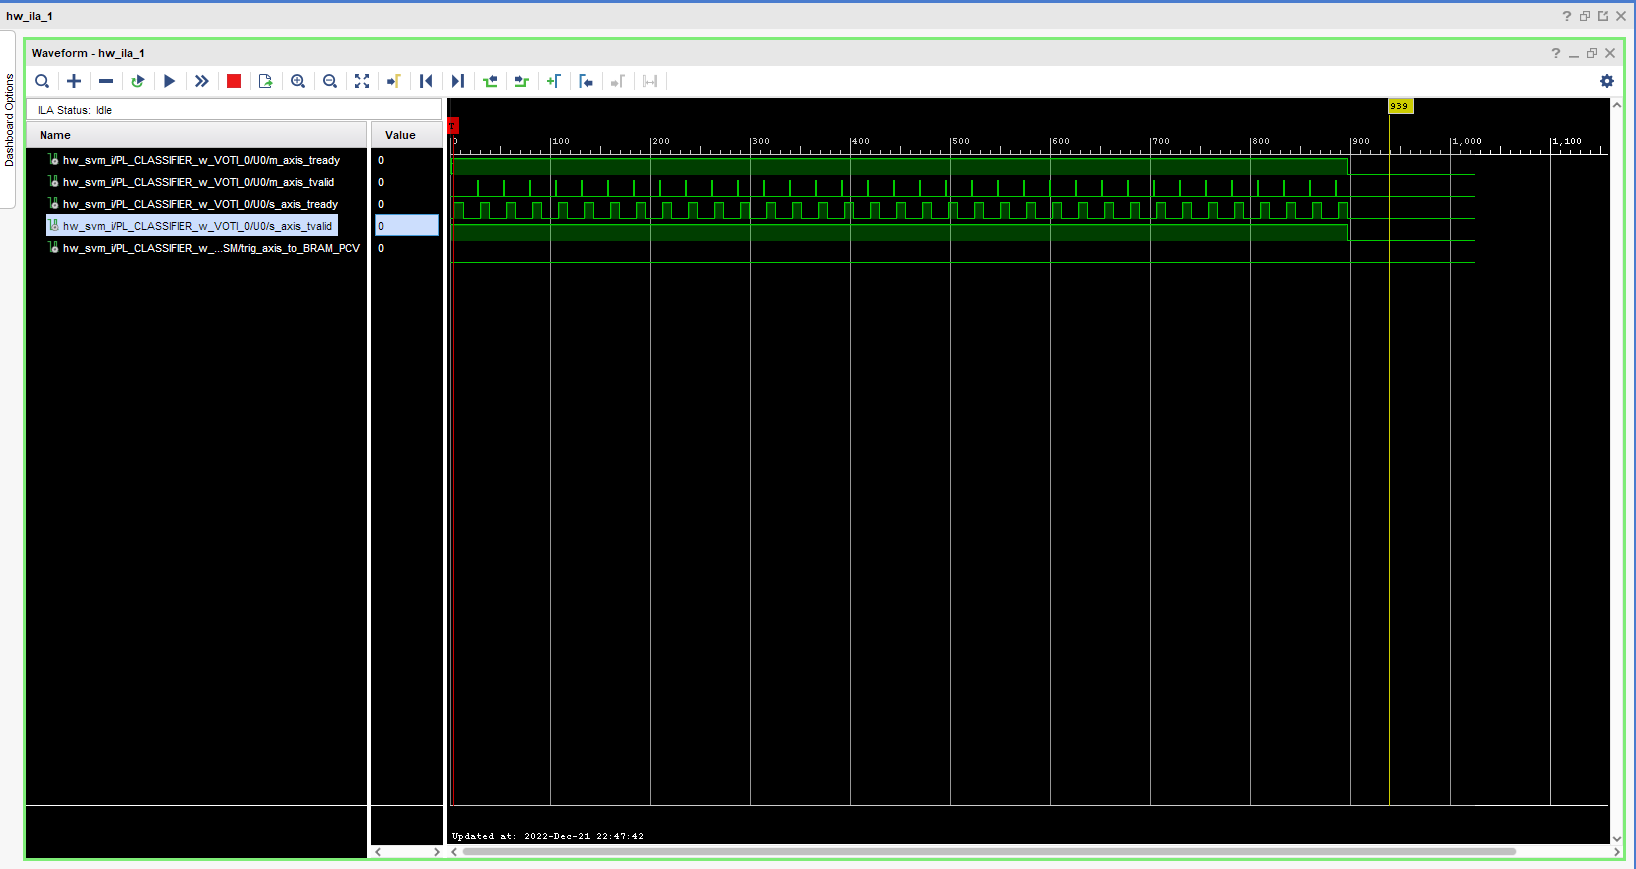 hw_ila_1
Dashboard Options
Waveform - hw_ila_1
ILA Status: Idle
939
Name Value
T
0 100 200 300 400 500 600 700 800 900 1,000 1,100
hw_svm_i/PL_CLASSIFIER_w_VOTI_0/U0/m_axis_tready 0
hw_svm_i/PL_CLASSIFIER_w_VOTI_0/U0/m_axis_tvalid 0
hw_svm_i/PL_CLASSIFIER_w_VOTI_0/U0/s_axis_tready 0
hw_svm_i/PL_CLASSIFIER_w_VOTI_0/U0/s_axis_tvalid 0
hw_svm_i/PL_CLASSIFIER_w_...SM/trig_axis_to_BRAM_PCV 0
Updated at: 2022-Dec-21 22:47:42